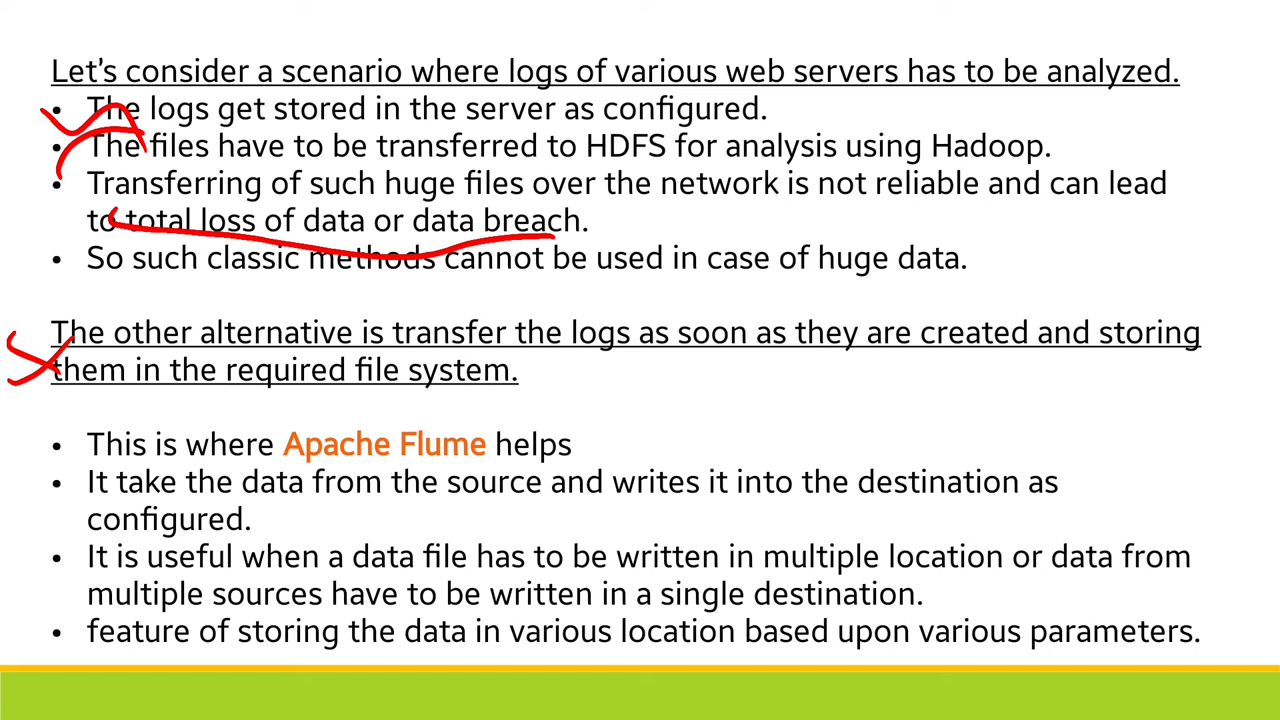 Let's consider a scenario where logs of various web servers has to be analyzed.
• The logs get stored in the server as configured.
• The files have to be transferred to HDFS for analysis using Hadoop.
• Transferring of such huge files over the network is not reliable and can lead
to total loss of data or data breach.
• So such classic methods cannot be used in case of huge data.
The other alternative is transfer the logs as soon as they are created and storing
them in the required file system.
• This is where Apache Flume helps
• It take the data from the source and writes it into the destination as
configured.
• It is useful when a data file has to be written in multiple location or data from
multiple sources have to be written in a single destination.
• feature of storing the data in various location based upon various parameters.